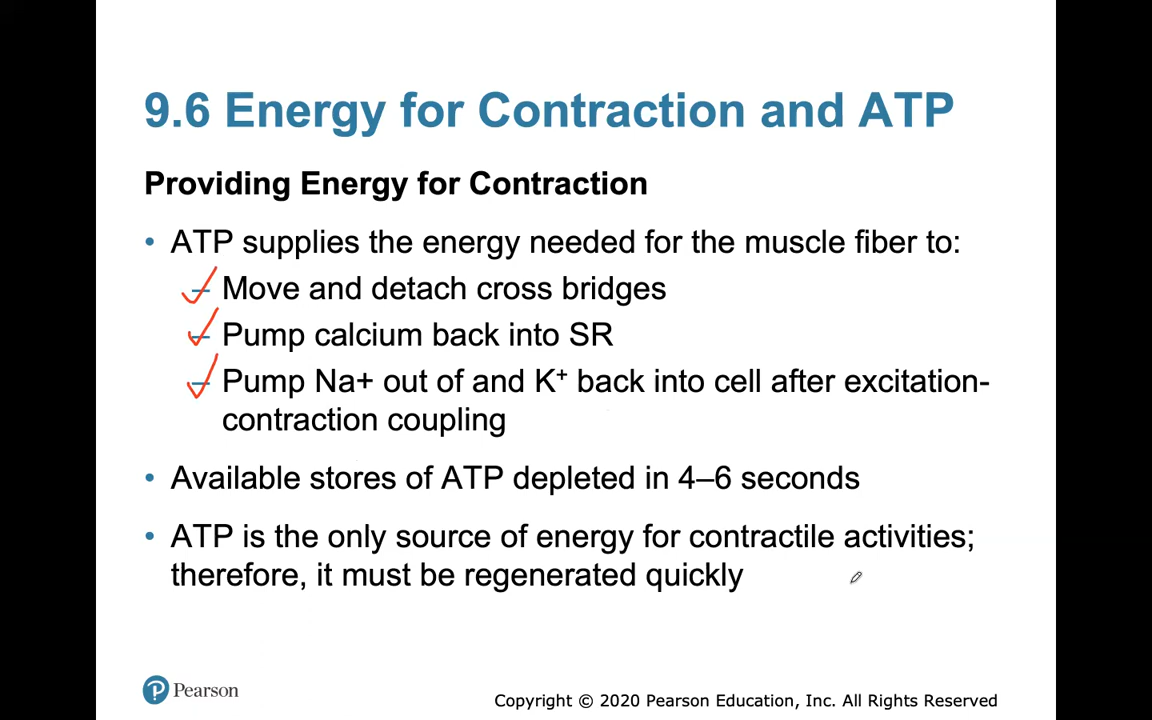 9.6 Energy for Contraction and ATP
Providing Energy for Contraction
• ATP supplies the energy needed for the muscle fiber to:
– Move and detach cross bridges
– Pump calcium back into SR
– Pump Na+ out of and K⁺ back into cell after excitation-
contraction coupling
• Available stores of ATP depleted in 4–6 seconds
• ATP is the only source of energy for contractile activities;
therefore, it must be regenerated quickly
P Pearson
Copyright © 2020 Pearson Education, Inc. All Rights Reserved